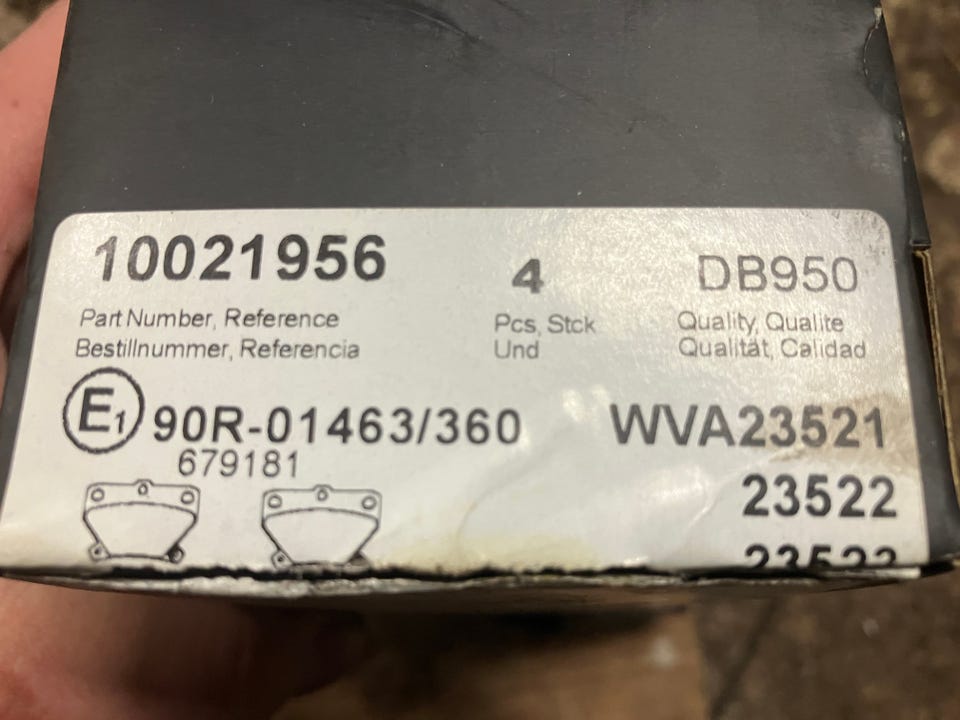 10021956 4 DB950
Part Number, Reference Pcs, Stck Quality, Qualite
Bestillnummer, Referencia Und Qualität, Calidad
E1 90R-01463/360 WVA23521
679181
23522
23523